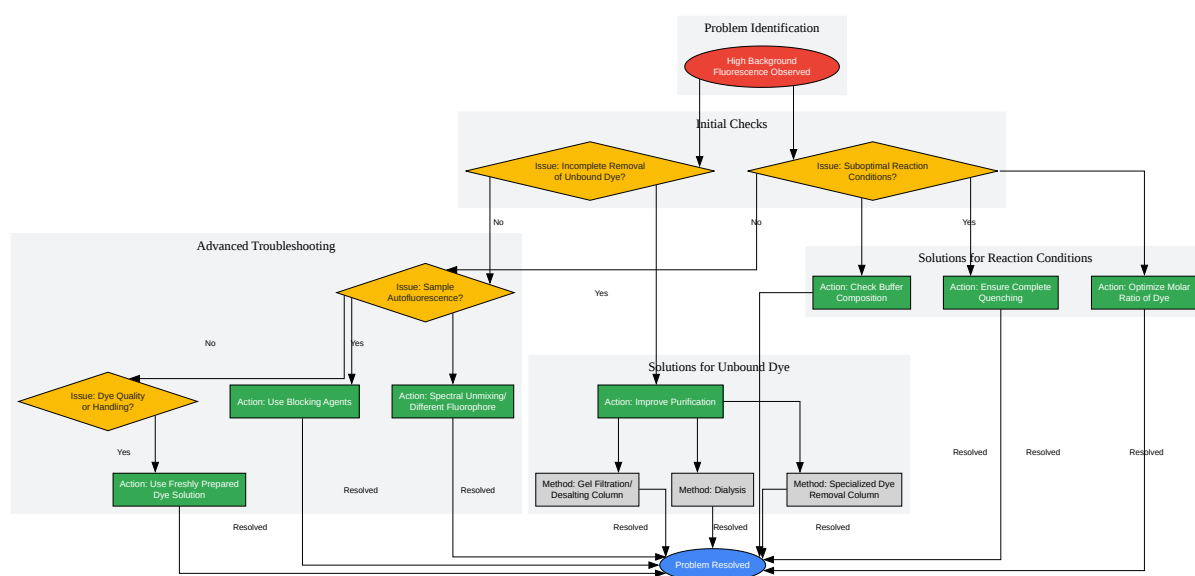 Problem Identification
High Background
Fluorescence Observed
Initial Checks
Issue: Incomplete Removal
of Unbound Dye?
Issue: Suboptimal Reaction
Conditions?
No
No
Yes
Advanced Troubleshooting
Solutions for Reaction Conditions
Issue: Sample
Autofluorescence?
Yes
Action: Check Buffer
Composition
Action: Ensure Complete
Quenching
Action: Optimize Molar
Ratio of Dye
No
Yes
Solutions for Unbound Dye
Issue: Dye Quality
or Handling?
Action: Use Blocking Agents
Action: Spectral Unmixing/
Different Fluorophore
Action: Improve Purification
Yes
Resolved
Resolved
Resolved
Action: Use Freshly Prepared
Dye Solution
Resolved
Resolved
Method: Gel Filtration/
Desalting Column
Method: Dialysis
Method: Specialized Dye
Removal Column
Resolved
Resolved
Resolved
Resolved
Problem Resolved